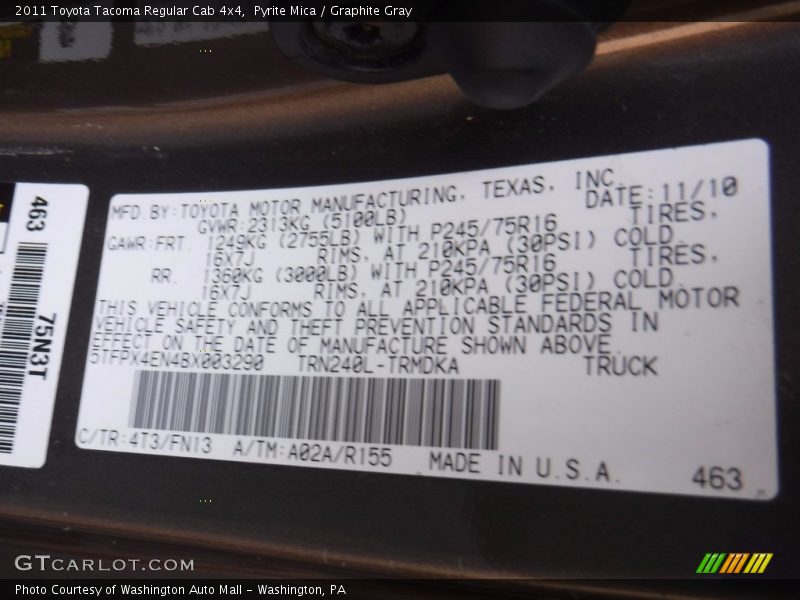 2011 Toyota Tacoma Regular Cab 4x4,  Pyrite Mica / Graphite Gray
463
75N3T
MFD.BY:TOYOTA MOTOR MANUFACTURING, TEXAS, INC.
DATE:11/10
GVWR:2313KG (5100LB)
GAWR:FRT. 1249KG (2755LB) WITH P245/75R16 TIRES,
16X7J RIMS, AT 210KPA (30PSI) COLD.
RR. 1360KG (3000LB) WITH P245/75R16 TIRES,
16X7J RIMS, AT 210KPA (30PSI) COLD.
THIS VEHICLE CONFORMS TO ALL APPLICABLE FEDERAL MOTOR
VEHICLE SAFETY AND THEFT PREVENTION STANDARDS IN
EFFECT ON THE DATE OF MANUFACTURE SHOWN ABOVE.
5TFPX4EN4BX003290 TRN240L-TRMDKA TRUCK
C/TR:4T3/FN13 A/TM:A02A/R155 MADE IN U.S.A. 463
GTCARLOT.COM
Photo Courtesy of Washington Auto Mall - Washington, PA